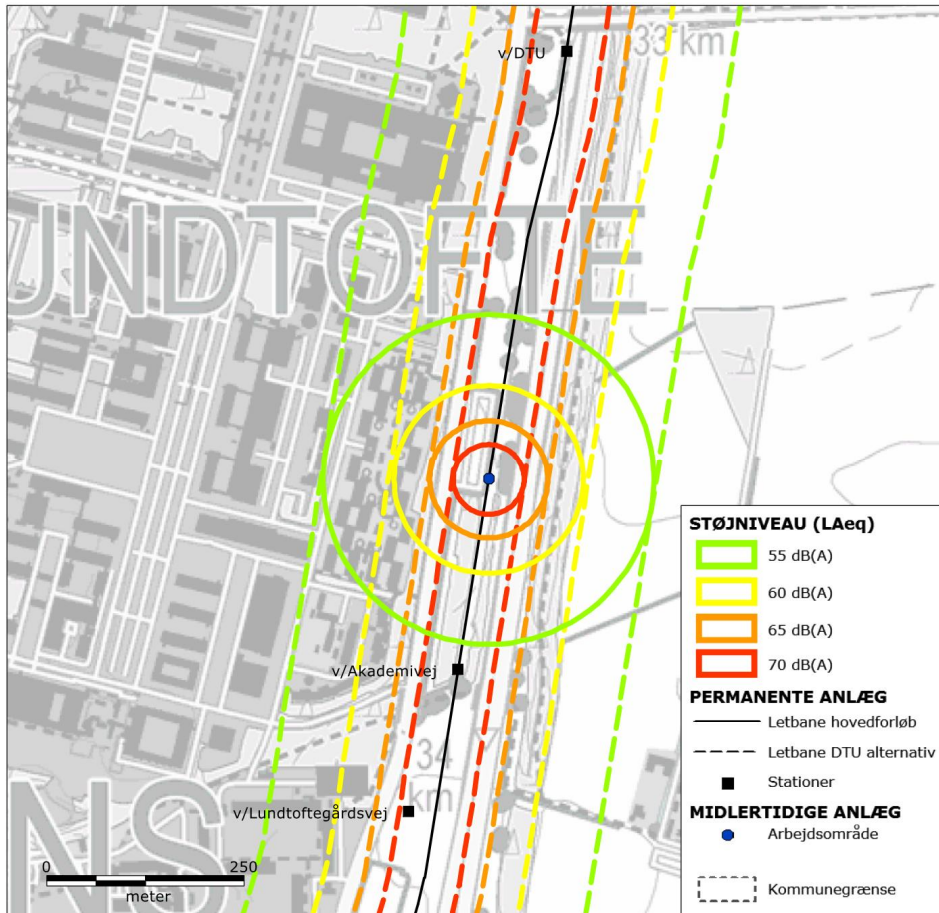 v/DTU
33 km
UNDTOFTE
v/Akademivej
34
km
v/Lundtoftegårdsvej
NS
0 250
meter
STØJNIVEAU (LAeq)
55 dB(A)
60 dB(A)
65 dB(A)
70 dB(A)
PERMANENTE ANLÆG
Letbane hovedforløb
Letbane DTU alternativ
Stationer
MIDLERTIDIGE ANLÆG
Arbejdsområde
Kommunegrænse